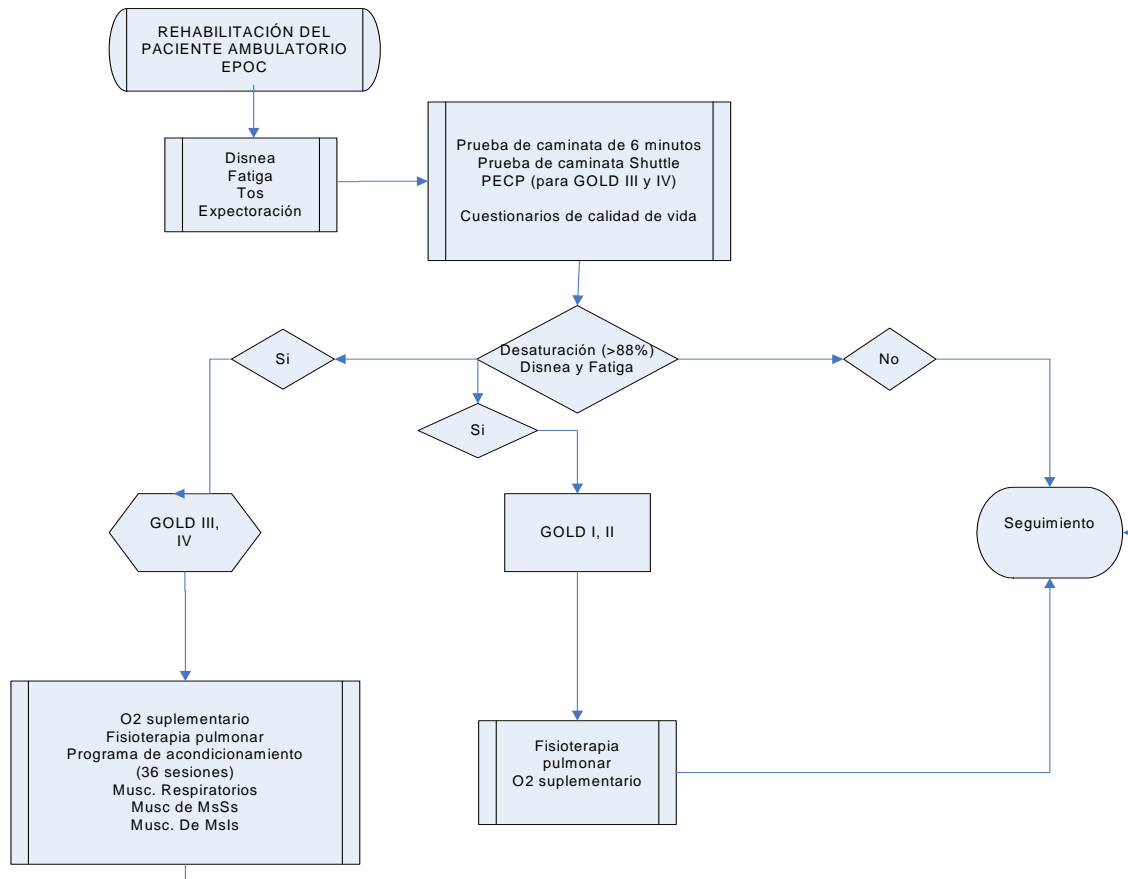 REHABILITACIÓN DEL
PACIENTE AMBULATORIO
EPOC
Disnea
Fatiga
Tos
Expectoración
Prueba de caminata de 6 minutos
Prueba de caminata Shuttle
PECP (para GOLD III y IV)
Cuestionarios de calidad de vida
Desaturación (>88%)
Disnea y Fatiga
Si
No
Si
GOLD III,
IV
GOLD I, II
Seguimiento
O2 suplementario
Fisioterapia pulmonar
Programa de acondicionamiento
(36 sesiones)
Musc. Respiratorios
Musc de MsSs
Musc. De MsIs
Fisioterapia
pulmonar
O2 suplementario